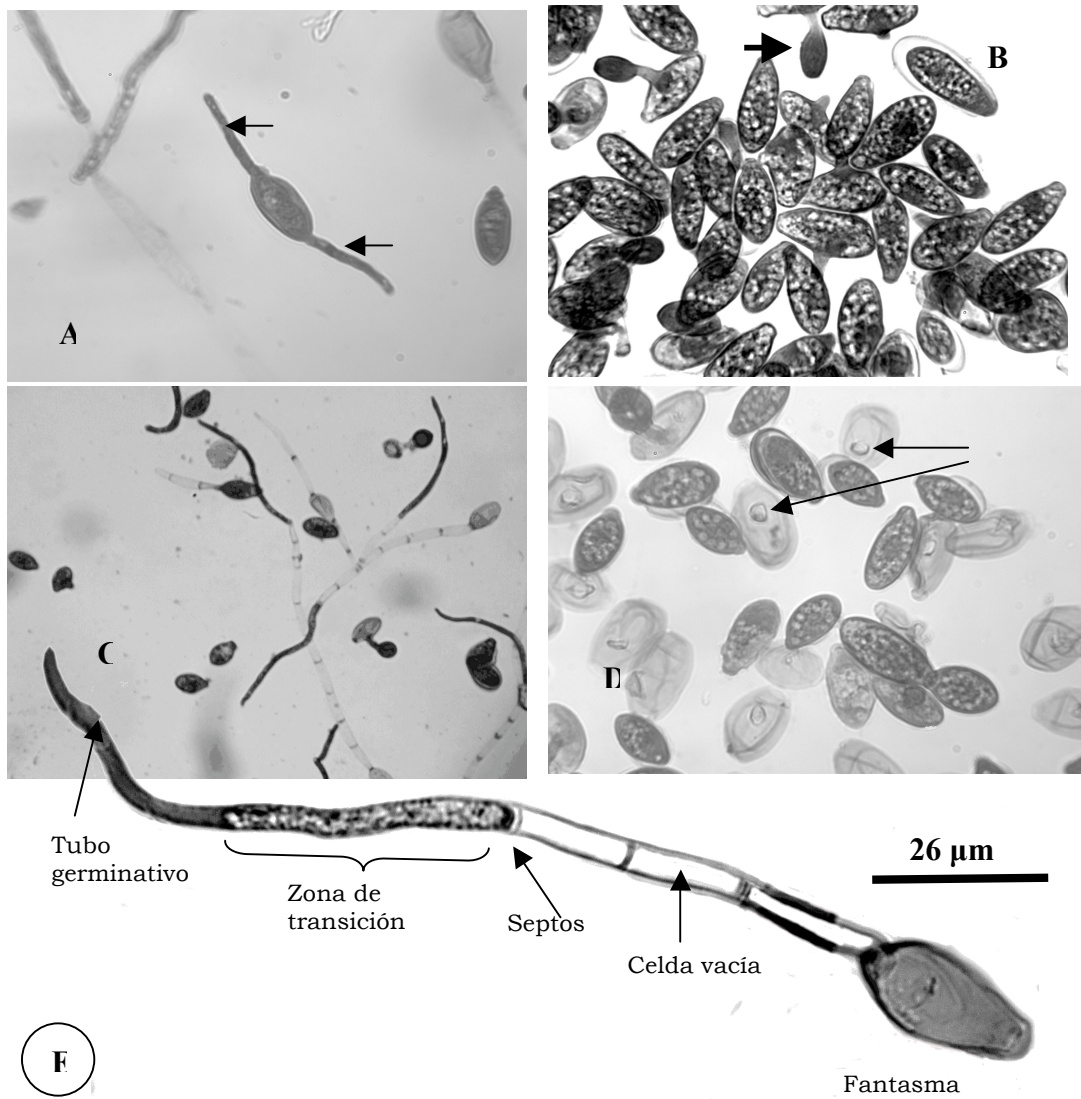 A
B
C
D
Tubo
germinativo
Zona de
transición
Septos
Celda vacía
26 µm
Fantasma